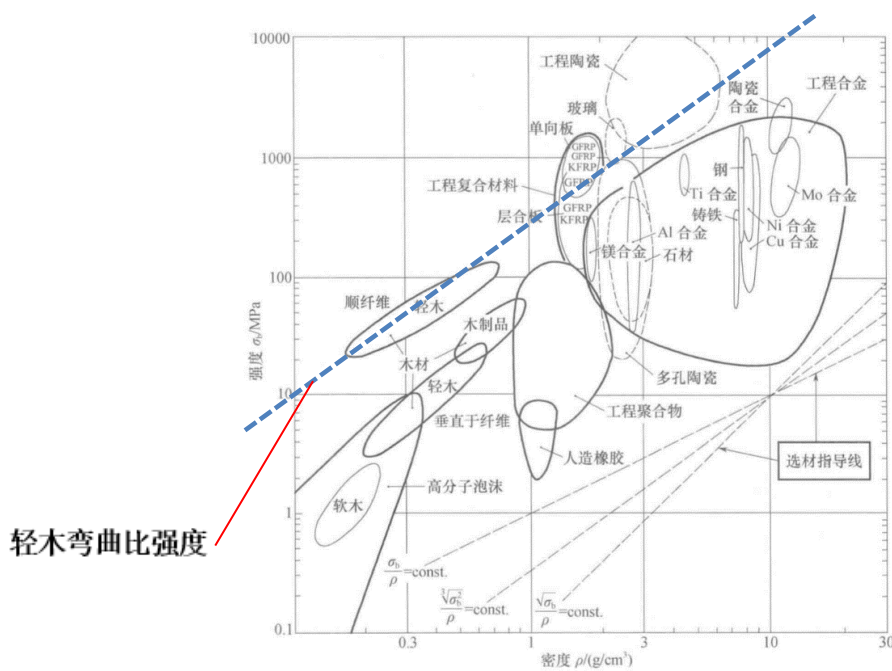 10000
1000
100
10
1
0.1
强度 σb/MPa
工程陶瓷
玻璃
单向板
GFRP
GFRP
KFRP
GFRP
工程复合材料
层合板
GFRP
KFRP
陶瓷
合金
工程合金
钢
Ti 合金
Mo 合金
铸铁
Ni 合金
Cu 合金
Al 合金
镁合金
石材
多孔陶瓷
顺纤维
轻木
木制品
木材
轻木
垂直于纤维
工程聚合物
人造橡胶
高分子泡沫
软木
选材指导线
轻木弯曲比强度
σb/ρ=const.
∛σb²/ρ=const.
√σb/ρ=const.
0.3
1
3
10
30
密度 ρ/(g/cm³)